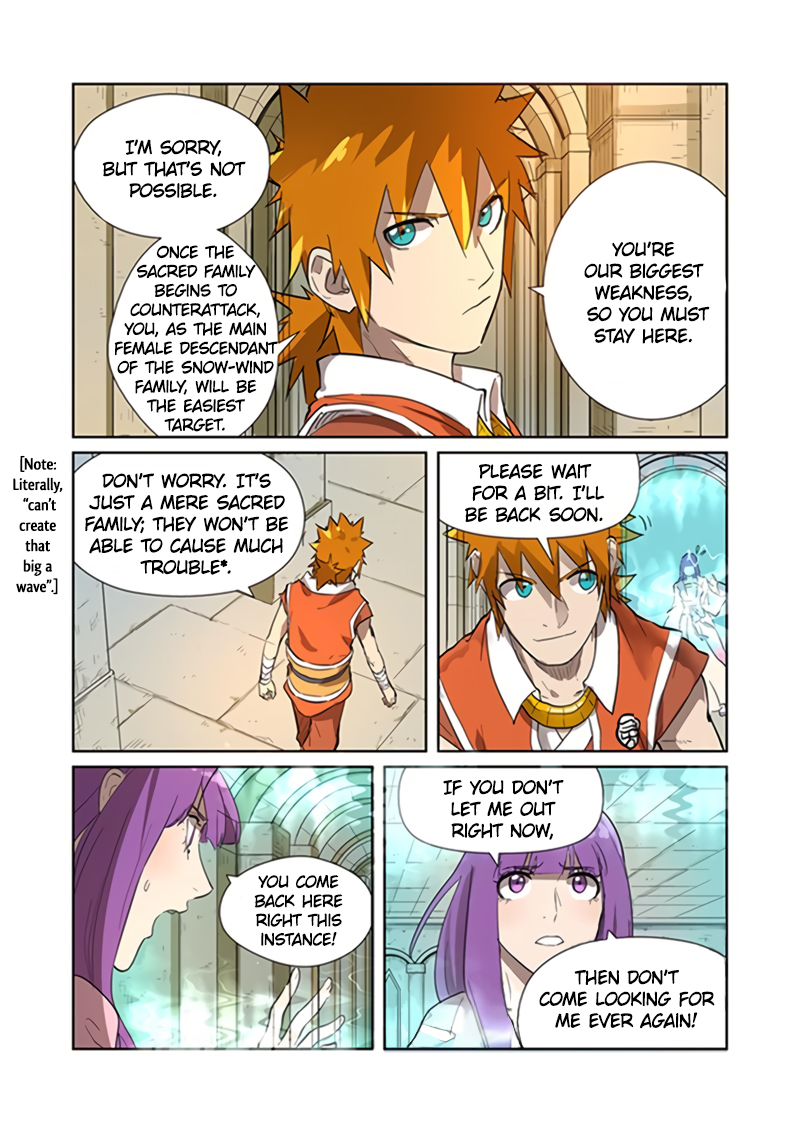 I'M SORRY,
BUT THAT'S NOT
POSSIBLE.
ONCE THE
SACRED FAMILY
BEGINS TO
COUNTERATTACK,
YOU, AS THE MAIN
FEMALE DESCENDANT
OF THE SNOW-WIND
FAMILY, WILL BE
THE EASIEST
TARGET.
YOU'RE
OUR BIGGEST
WEAKNESS,
SO YOU MUST
STAY HERE.
[Note:
Literally,
"can't
create
that
big a
wave".]
DON'T WORRY. IT'S
JUST A MERE SACRED
FAMILY; THEY WON'T BE
ABLE TO CAUSE MUCH
TROUBLE*.
PLEASE WAIT
FOR A BIT. I'LL
BE BACK SOON.
YOU COME
BACK HERE
RIGHT THIS
INSTANCE!
IF YOU DON'T
LET ME OUT
RIGHT NOW,
THEN DON'T
COME LOOKING FOR
ME EVER AGAIN!